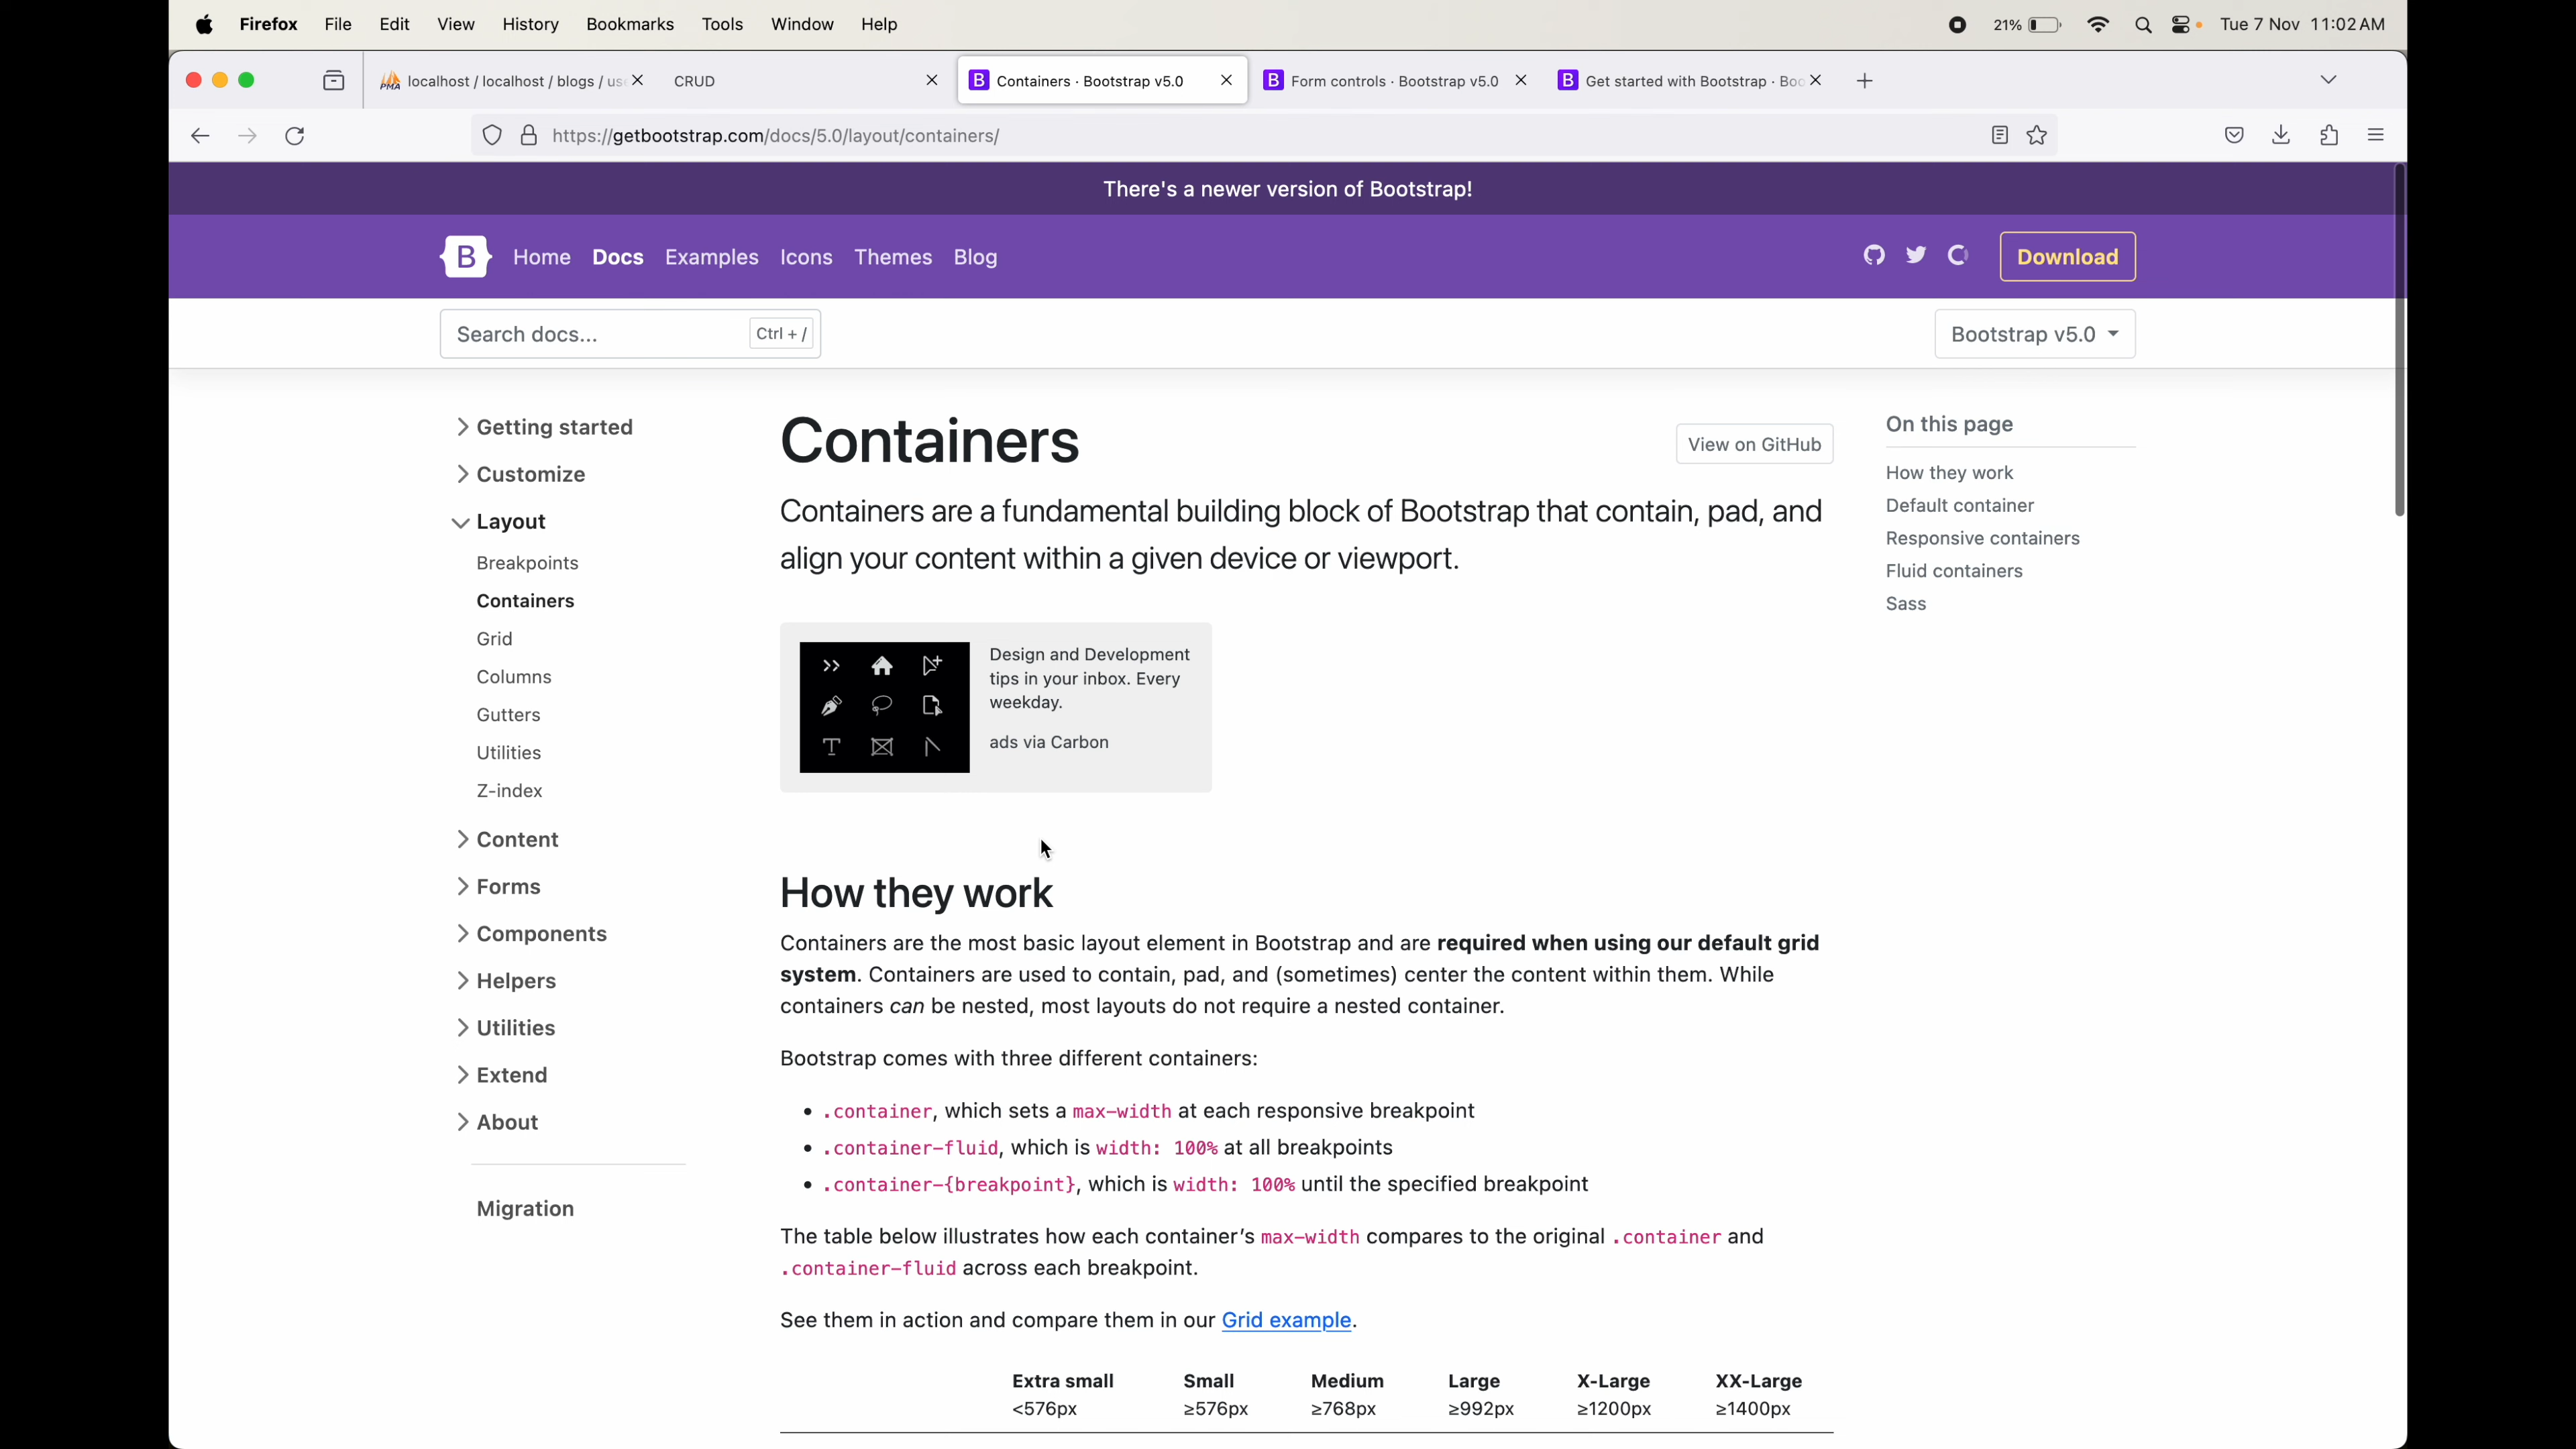 Firefox File Edit View History Bookmarks Tools Window Help 21% Tue 7 Nov 11:02 AM
PMA localhost / localhost / blogs / us CRUD Containers · Bootstrap v5.0 Form controls · Bootstrap v5.0 Get started with Bootstrap · Boo
https://getbootstrap.com/docs/5.0/layout/containers/
There's a newer version of Bootstrap!
B Home Docs Examples Icons Themes Blog Download
Search docs... Ctrl + / Bootstrap v5.0
Getting started
Customize
Layout
Breakpoints
Containers
Grid
Columns
Gutters
Utilities
Z-index
Content
Forms
Components
Helpers
Utilities
Extend
About
Migration
Containers
View on GitHub
Containers are a fundamental building block of Bootstrap that contain, pad, and
align your content within a given device or viewport.
Design and Development
tips in your inbox. Every
weekday.
ads via Carbon
How they work
Containers are the most basic layout element in Bootstrap and are required when using our default grid
system. Containers are used to contain, pad, and (sometimes) center the content within them. While
containers can be nested, most layouts do not require a nested container.
Bootstrap comes with three different containers:
• .container, which sets a max-width at each responsive breakpoint
• .container-fluid, which is width: 100% at all breakpoints
• .container-{breakpoint}, which is width: 100% until the specified breakpoint
The table below illustrates how each container's max-width compares to the original .container and
.container-fluid across each breakpoint.
See them in action and compare them in our Grid example.
Extra small Small Medium Large X-Large XX-Large
<576px ≥576px ≥768px ≥992px ≥1200px ≥1400px
On this page
How they work
Default container
Responsive containers
Fluid containers
Sass